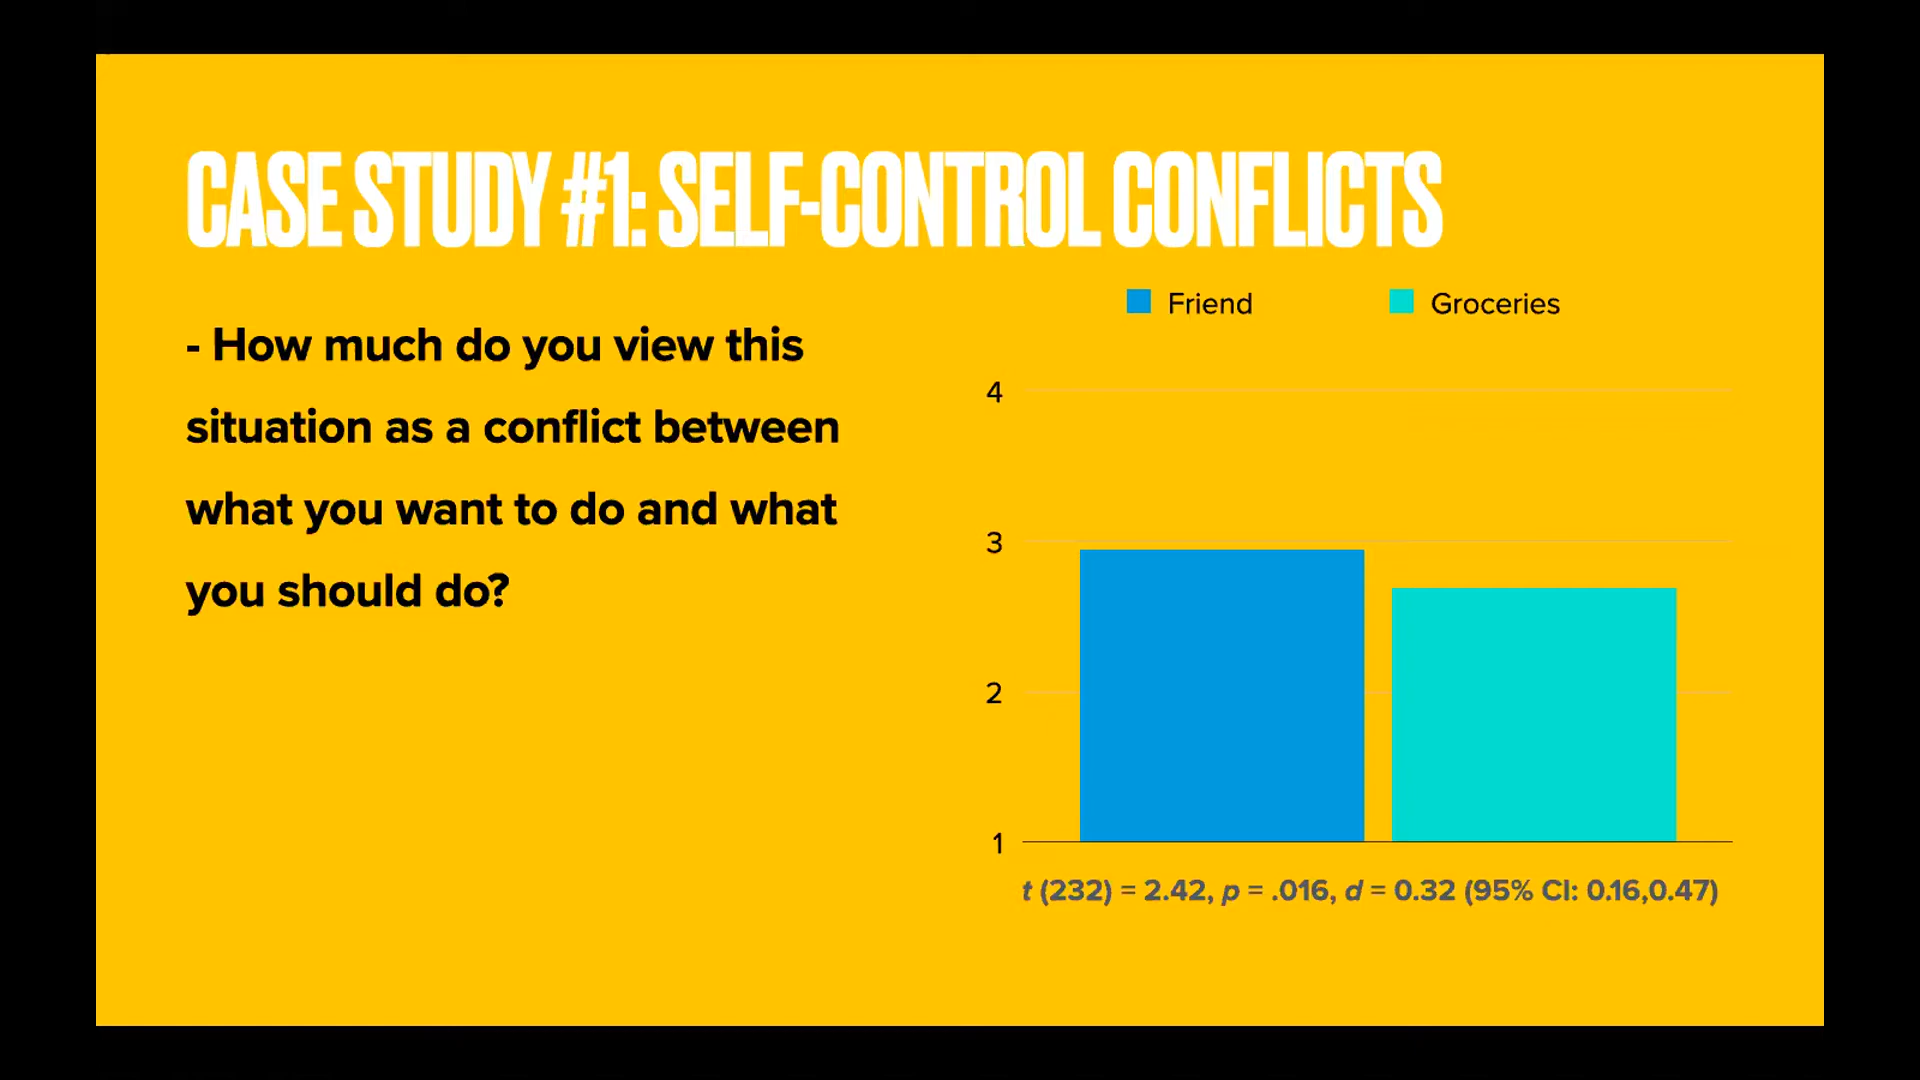 CASE STUDY #1: SELF-CONTROL CONFLICTS
- How much do you view this
situation as a conflict between
what you want to do and what
you should do?
Friend
Groceries
4
3
2
1
t (232) = 2.42, p = .016, d = 0.32 (95% CI: 0.16,0.47)